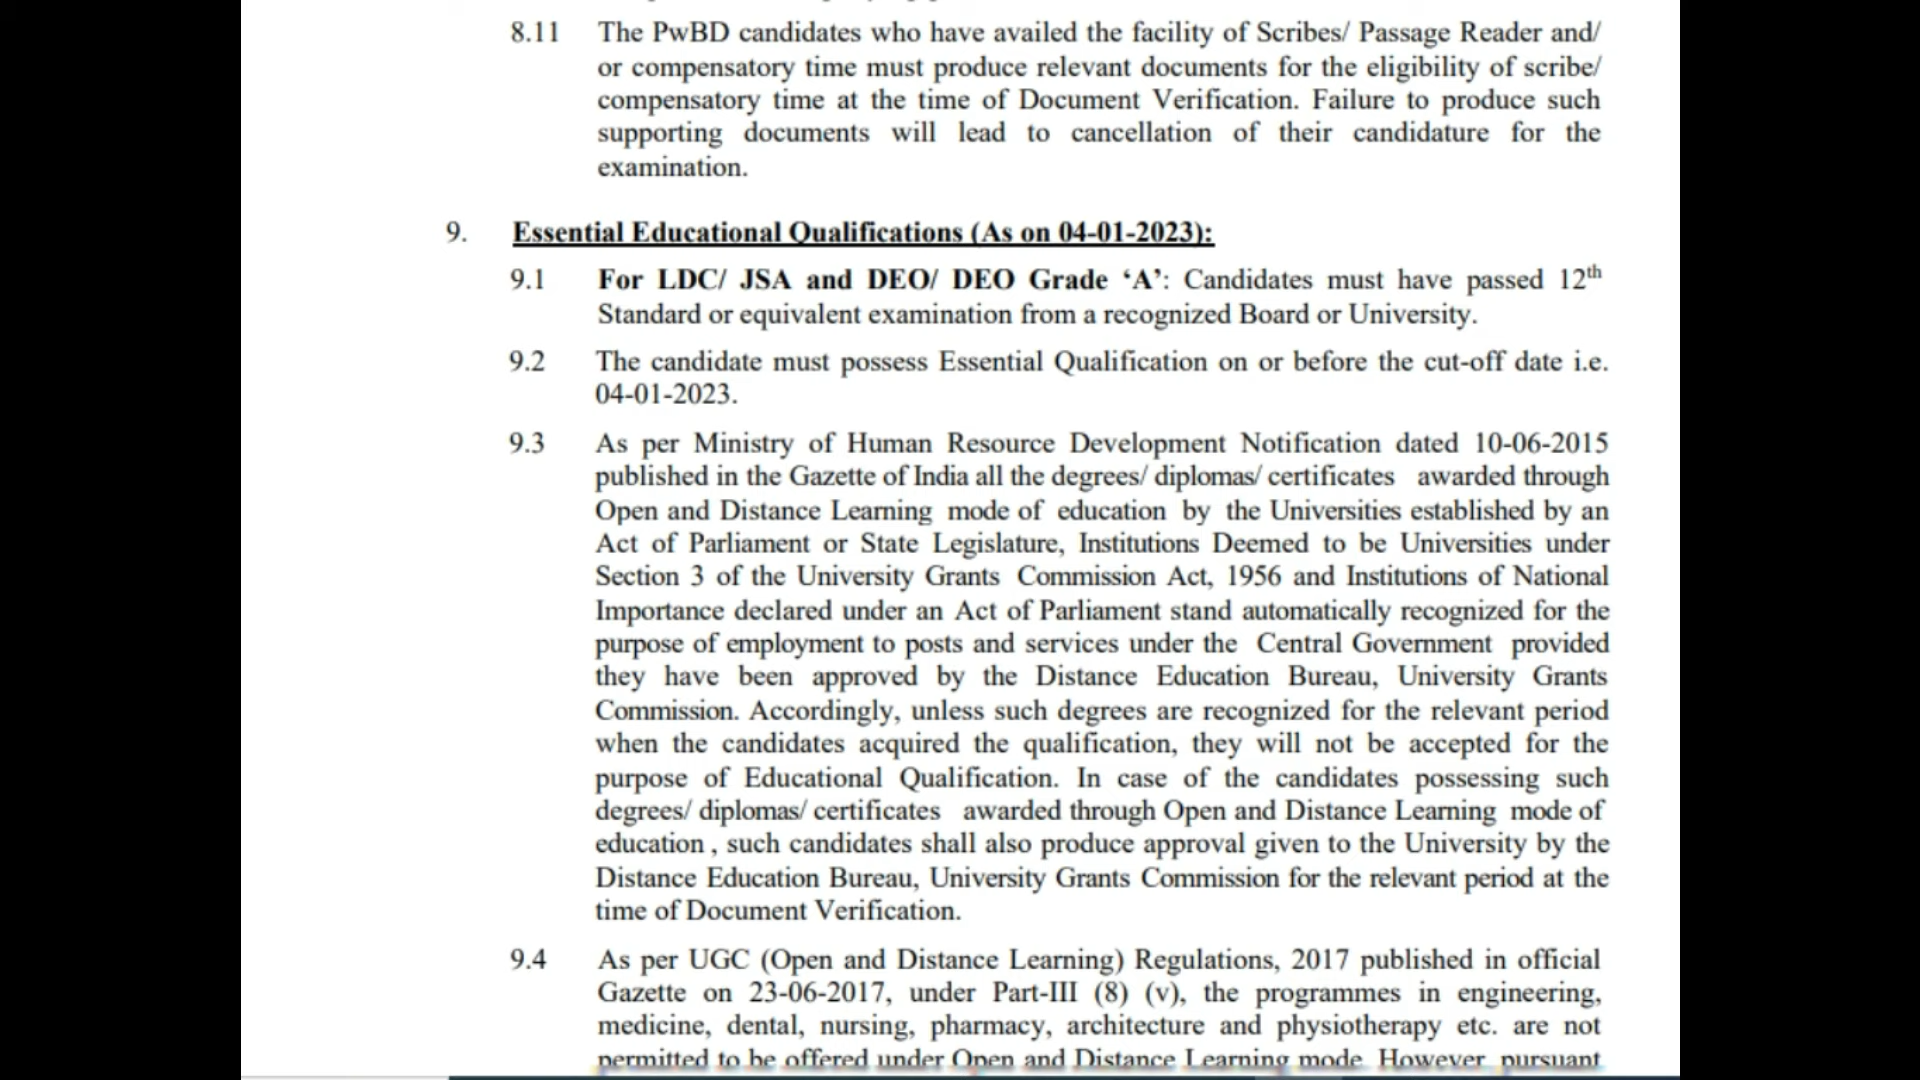 8.11 The PwBD candidates who have availed the facility of Scribes/ Passage Reader and/
or compensatory time must produce relevant documents for the eligibility of scribe/
compensatory time at the time of Document Verification. Failure to produce such
supporting documents will lead to cancellation of their candidature for the
examination.
9. Essential Educational Qualifications (As on 04-01-2023):
9.1 For LDC/ JSA and DEO/ DEO Grade ‘A’: Candidates must have passed 12th
Standard or equivalent examination from a recognized Board or University.
9.2 The candidate must possess Essential Qualification on or before the cut-off date i.e.
04-01-2023.
9.3 As per Ministry of Human Resource Development Notification dated 10-06-2015
published in the Gazette of India all the degrees/ diplomas/ certificates awarded through
Open and Distance Learning mode of education by the Universities established by an
Act of Parliament or State Legislature, Institutions Deemed to be Universities under
Section 3 of the University Grants Commission Act, 1956 and Institutions of National
Importance declared under an Act of Parliament stand automatically recognized for the
purpose of employment to posts and services under the Central Government provided
they have been approved by the Distance Education Bureau, University Grants
Commission. Accordingly, unless such degrees are recognized for the relevant period
when the candidates acquired the qualification, they will not be accepted for the
purpose of Educational Qualification. In case of the candidates possessing such
degrees/ diplomas/ certificates awarded through Open and Distance Learning mode of
education , such candidates shall also produce approval given to the University by the
Distance Education Bureau, University Grants Commission for the relevant period at the
time of Document Verification.
9.4 As per UGC (Open and Distance Learning) Regulations, 2017 published in official
Gazette on 23-06-2017, under Part-III (8) (v), the programmes in engineering,
medicine, dental, nursing, pharmacy, architecture and physiotherapy etc. are not
permitted to be offered under Open and Distance Learning mode. However, pursuant